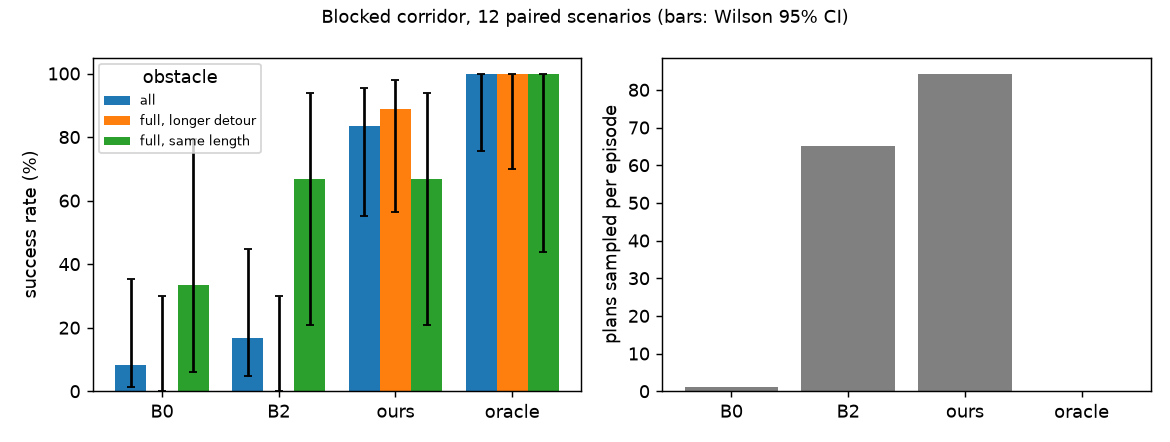 Blocked corridor, 12 paired scenarios (bars: Wilson 95% CI)
success rate (%)
100
80
60
40
20
0
obstacle
all
full, longer detour
full, same length
B0
B2
ours
oracle
plans sampled per episode
80
70
60
50
40
30
20
10
0
B0
B2
ours
oracle